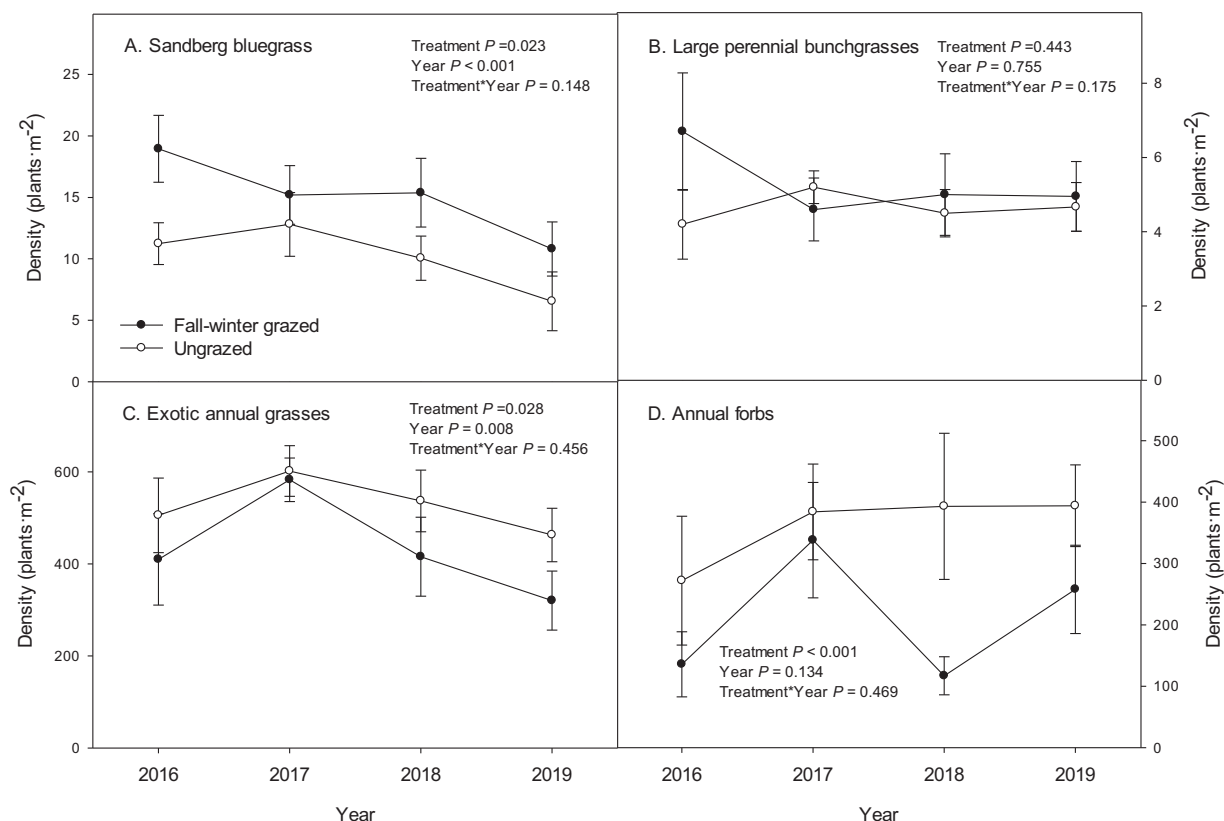 A. Sandberg bluegrass
Treatment P =0.023
Year P < 0.001
Treatment*Year P = 0.148
25
20
15
10
5
0
Density (plants·m-2)
Fall-winter grazed
Ungrazed
B. Large perennial bunchgrasses
Treatment P =0.443
Year P = 0.755
Treatment*Year P = 0.175
8
6
4
2
0
Density (plants·m-2)
C. Exotic annual grasses
Treatment P =0.028
Year P = 0.008
Treatment*Year P = 0.456
600
400
200
0
Density (plants·m-2)
2016 2017 2018 2019
Year
D. Annual forbs
Treatment P < 0.001
Year P = 0.134
Treatment*Year P = 0.469
500
400
300
200
100
0
Density (plants·m-2)
2016 2017 2018 2019
Year